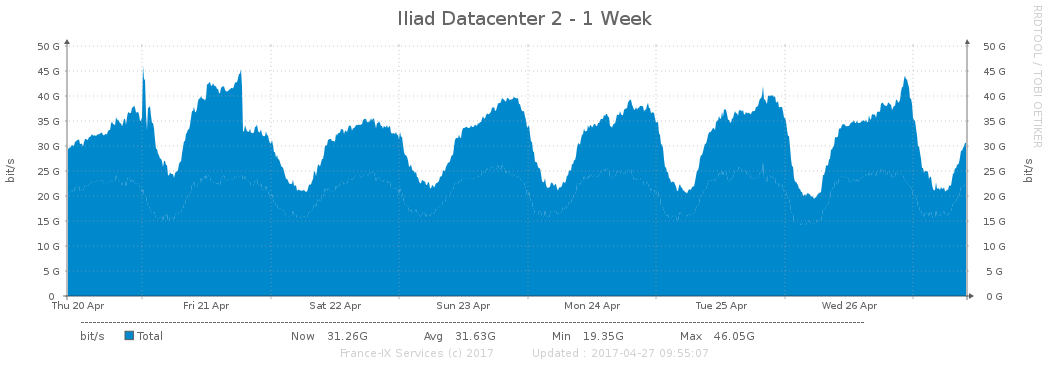 Iliad Datacenter 2 - 1 Week
RRDTOOL / TOBI OETIKER
bit/s
50 G 50 G
45 G 45 G
40 G 40 G
35 G 35 G
30 G 30 G
25 G 25 G
20 G 20 G
15 G 15 G
10 G 10 G
5 G 5 G
0 0 G
bit/s
Thu 20 Apr Fri 21 Apr Sat 22 Apr Sun 23 Apr Mon 24 Apr Tue 25 Apr Wed 26 Apr
bit/s Total Now 31.26G Avg 31.63G Min 19.35G Max 46.05G
France-IX Services (c) 2017 Updated : 2017-04-27 09:55:07